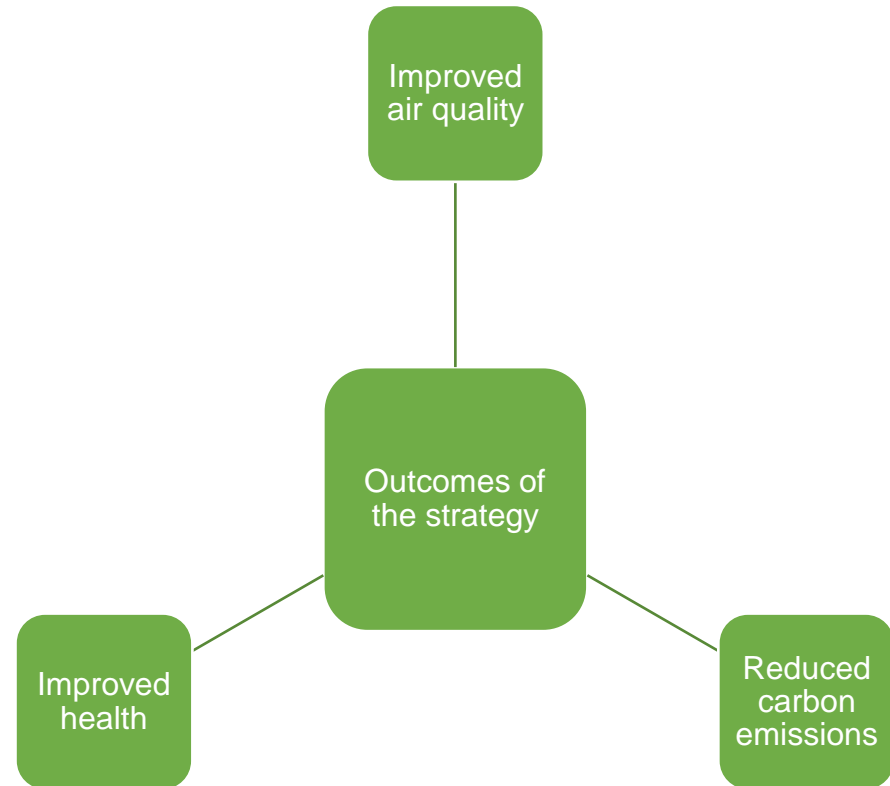 Improved
air quality
Outcomes of
the strategy
Improved
health
Reduced
carbon
emissions